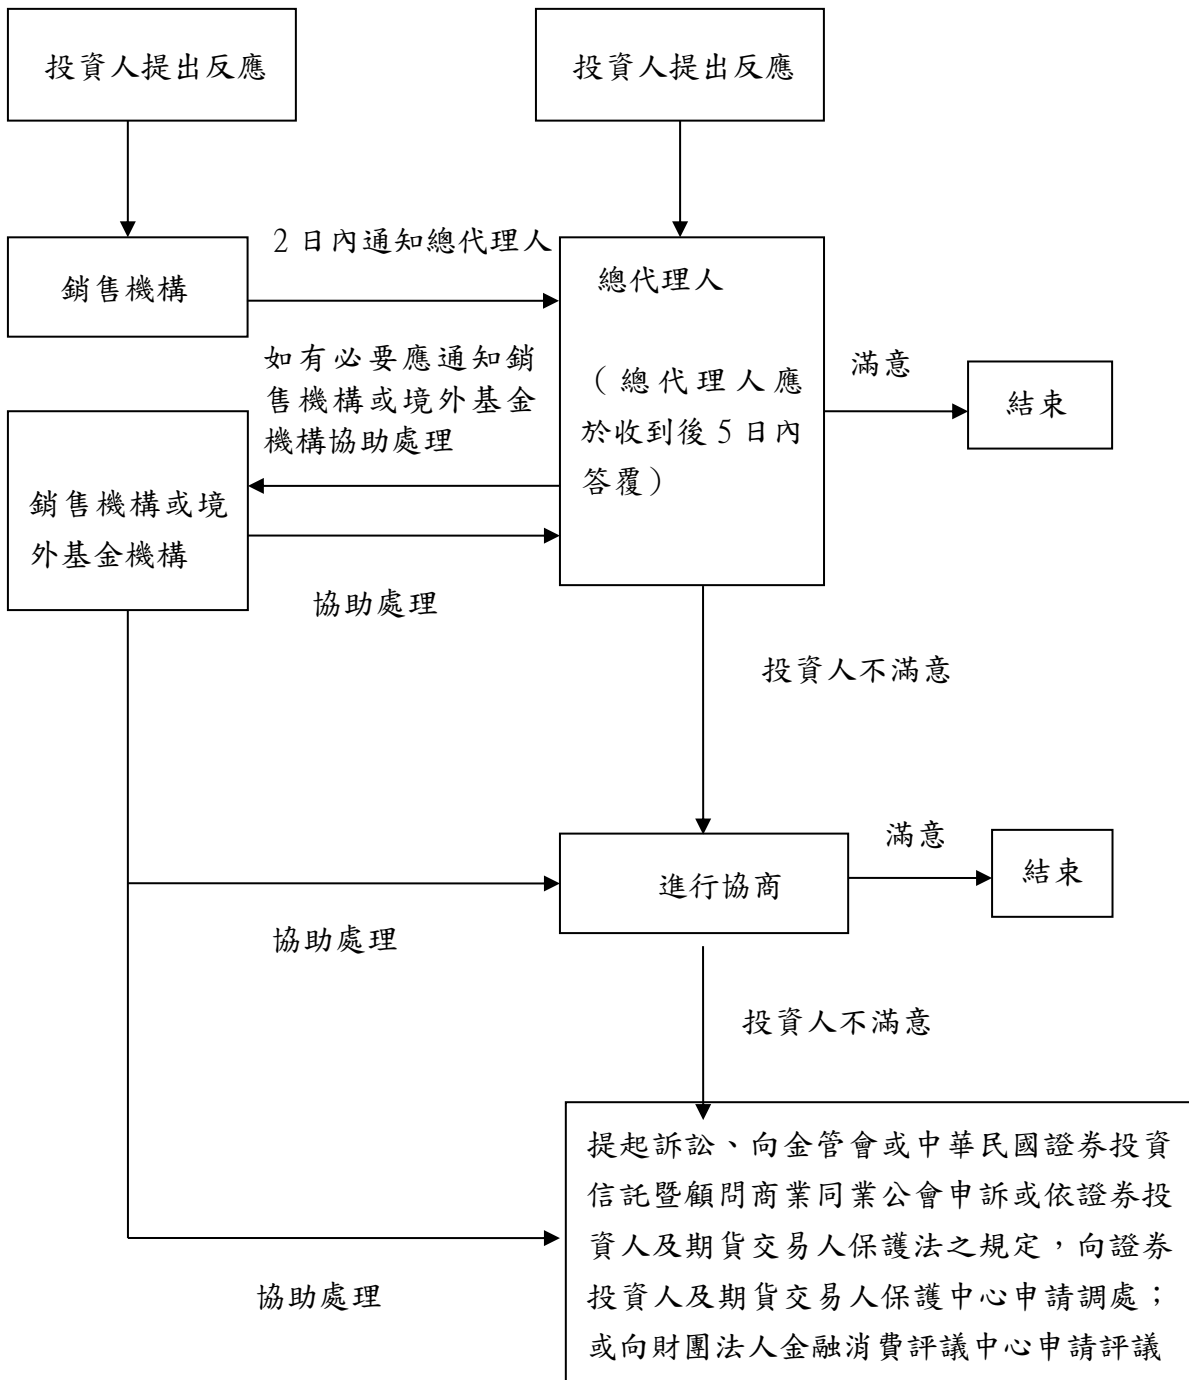 投資人提出反應
投資人提出反應
2日內通知總代理人
銷售機構
總代理人
如有必要應通知銷
售機構或境外基金
機構協助處理
(總代理人應
於收到後5日內
答覆)
滿意
結束
銷售機構或境
外基金機構
協助處理
投資人不滿意
滿意
進行協商
結束
協助處理
投資人不滿意
提起訴訟、向金管會或中華民國證券投資
信託暨顧問商業同業公會申訴或依證券投
資人及期貨交易人保護法之規定,向證券
投資人及期貨交易人保護中心申請調處;
或向財團法人金融消費評議中心申請評議
協助處理